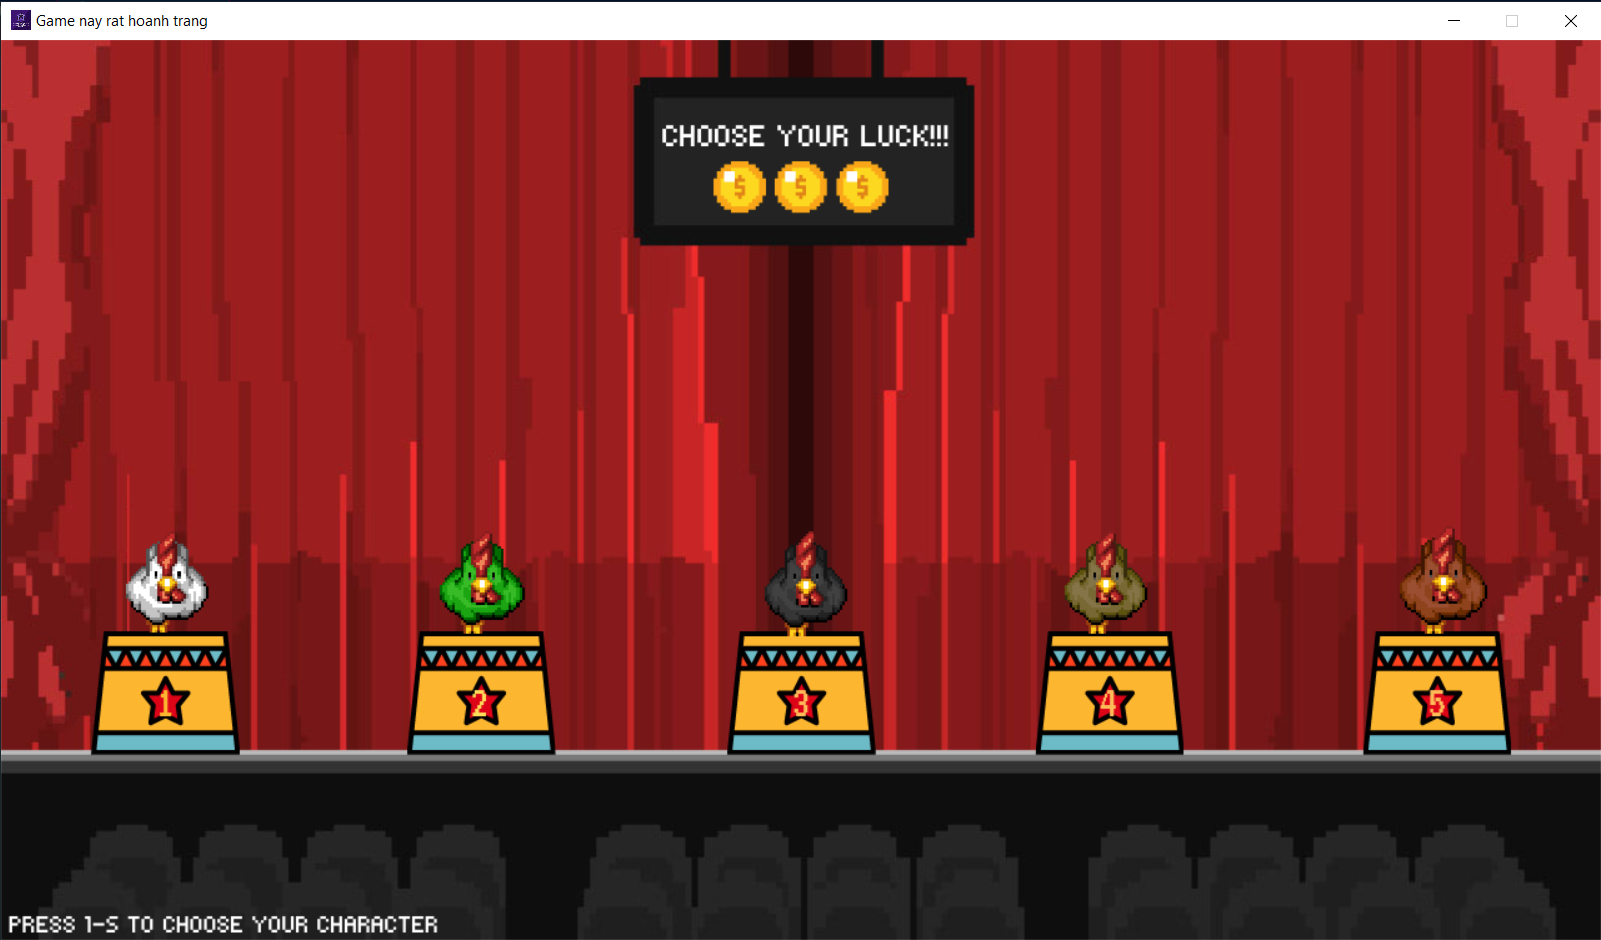 Game nay rat hoanh trang
CHOOSE YOUR LUCK!!!
$ $ $
1 2 3 4 5
PRESS 1-5 TO CHOOSE YOUR CHARACTER